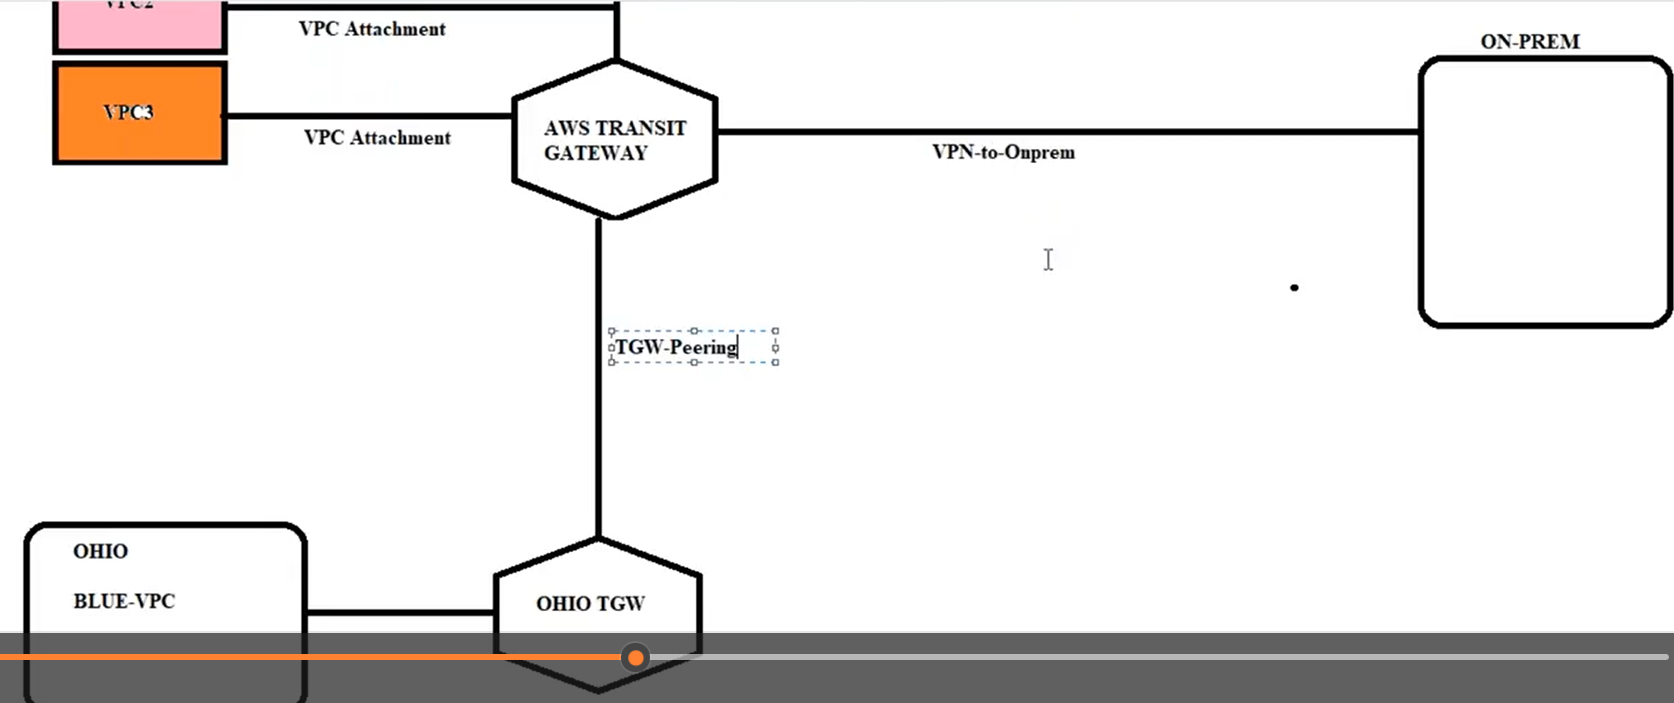 VPC2
VPC Attachment
ON-PREM
VPC3
VPC Attachment
AWS TRANSIT
GATEWAY
VPN-to-Onprem
TGW-Peering
OHIO
BLUE-VPC
OHIO TGW